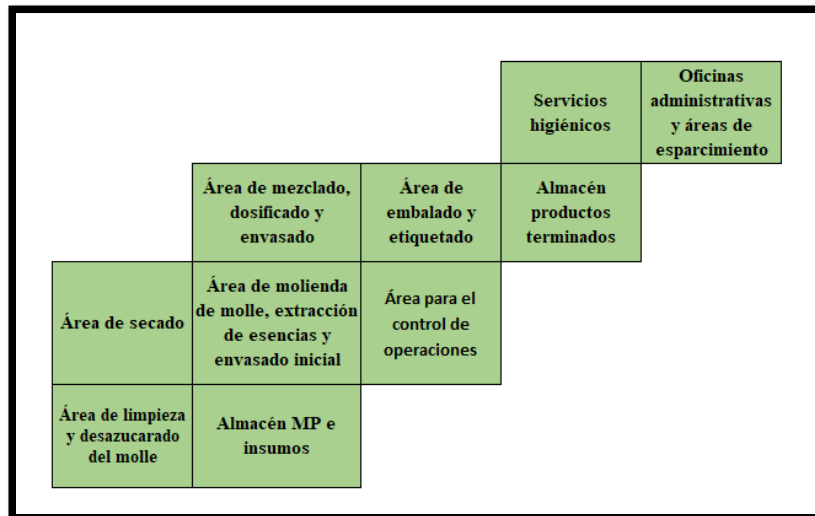 Servicios
higiénicos
Oficinas
administrativas
y áreas de
esparcimiento
Área de mezclado,
dosificado y
envasado
Área de
embalado y
etiquetado
Almacén
productos
terminados
Área de secado
Área de molienda
de molle, extracción
de esencias y
envasado inicial
Área para el
control de
operaciones
Área de limpieza
y desazucarado
del molle
Almacén MP e
insumos